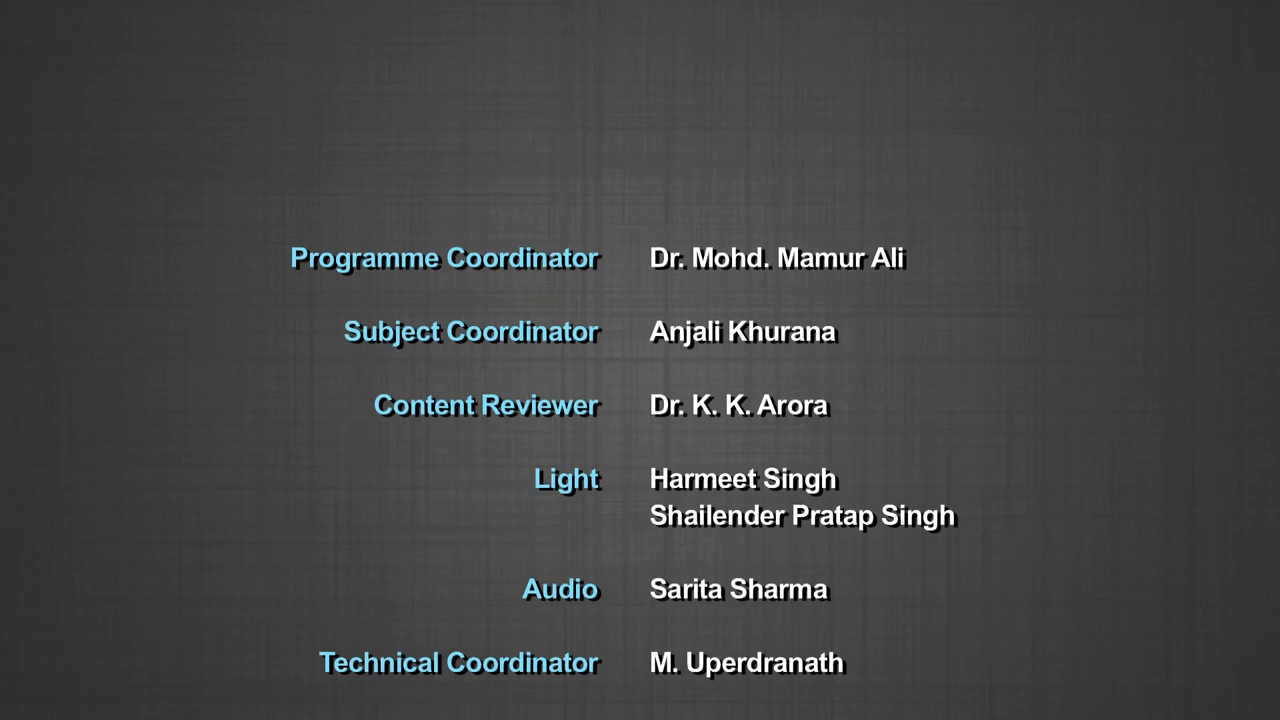 Programme Coordinator Dr. Mohd. Mamur Ali
Subject Coordinator Anjali Khurana
Content Reviewer Dr. K. K. Arora
Light Harmeet Singh
Shailender Pratap Singh
Audio Sarita Sharma
Technical Coordinator M. Uperdranath